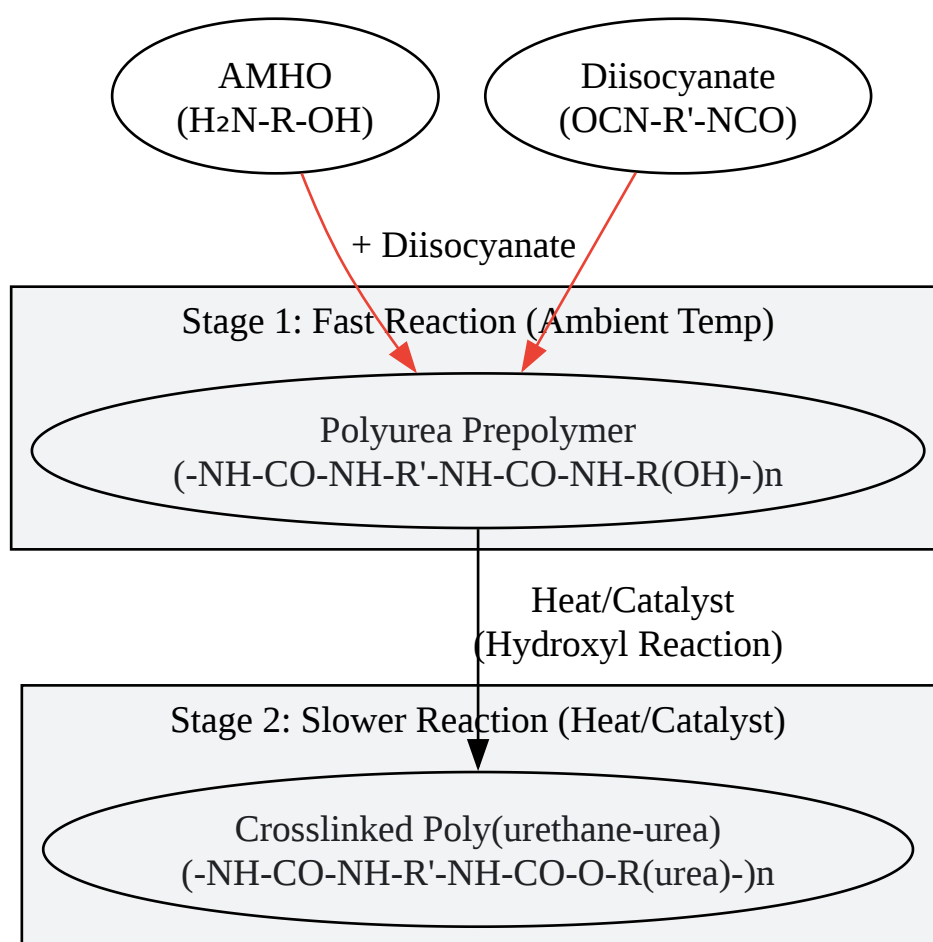 AMHO
(H₂N-R-OH)
Diisocyanate
(OCN-R'-NCO)
+ Diisocyanate
Stage 1: Fast Reaction (Ambient Temp)
Polyurea Prepolymer
(-NH-CO-NH-R'-NH-CO-NH-R(OH)-)n
Heat/Catalyst
(Hydroxyl Reaction)
Stage 2: Slower Reaction (Heat/Catalyst)
Crosslinked Poly(urethane-urea)
(-NH-CO-NH-R'-NH-CO-O-R(urea)-)n